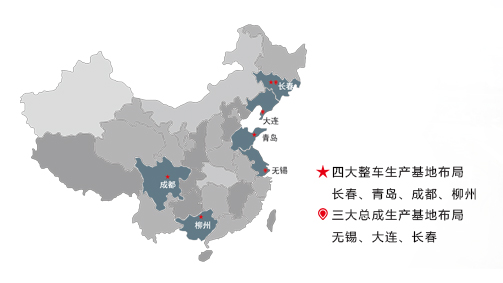 长春
大连
青岛
无锡
成都
柳州
四大整车生产基地布局
长春、青岛、成都、柳州
三大总成生产基地布局
无锡、大连、长春